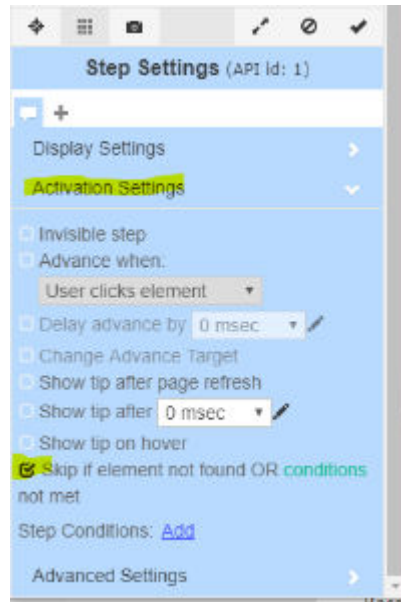 Step Settings (API id: 1)
Display Settings
Activation Settings
Invisible step
Advance when:
User clicks element
Delay advance by 0 msec
Change Advance Target
Show tip after page refresh
Show tip after 0 msec
Show tip on hover
Skip if element not found OR conditions
not met
Step Conditions: Add
Advanced Settings